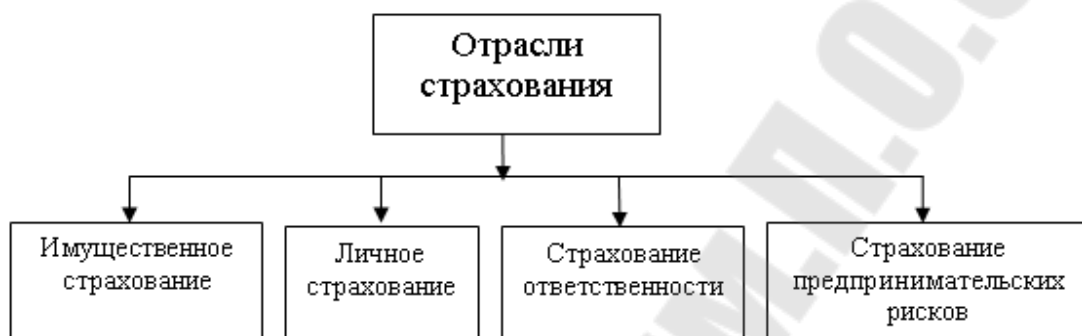 Отрасли
страхования
Имущественное
страхование
Личное
страхование
Страхование
ответственности
Страхование
предпринимательских
рисков